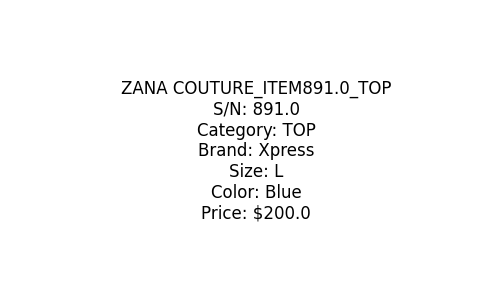 ZANA COUTURE_ITEM891.0_TOP
S/N: 891.0
Category: TOP
Brand: Xpress
Size: L
Color: Blue
Price: $200.0